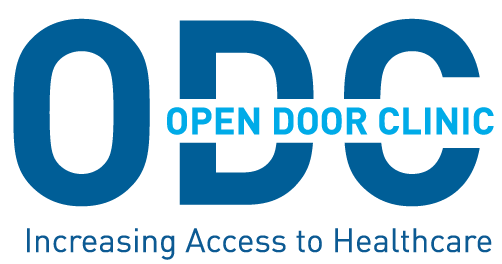 ODC
OPEN DOOR CLINIC
Increasing Access to Healthcare